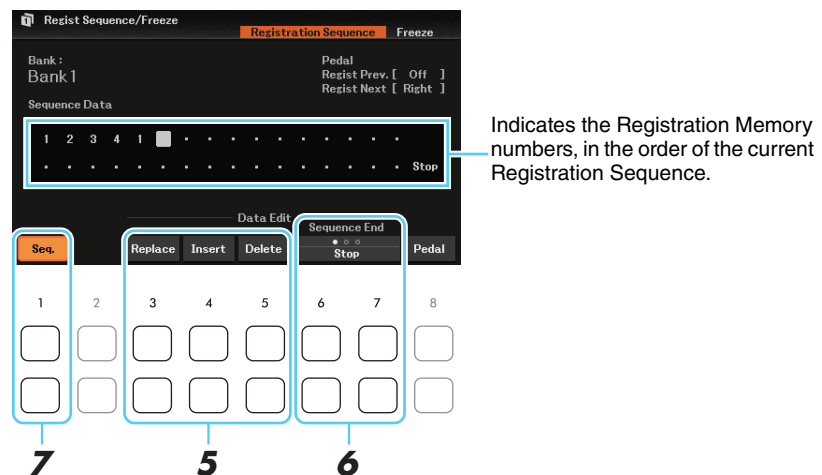 Regist Sequence/Freeze
Registration Sequence Freeze
Bank :
Bank1
Pedal
Regist Prev. [ Off ]
Regist Next [ Right ]
Sequence Data
1 2 3 4 1 · · · · · · · · · ·
· · · · · · · · · · · · · · · · Stop
Indicates the Registration Memory
numbers, in the order of the current
Registration Sequence.
Data Edit
Sequence End
Seq. Replace Insert Delete Stop Pedal
1 2 3 4 5 6 7 8
7 5 6